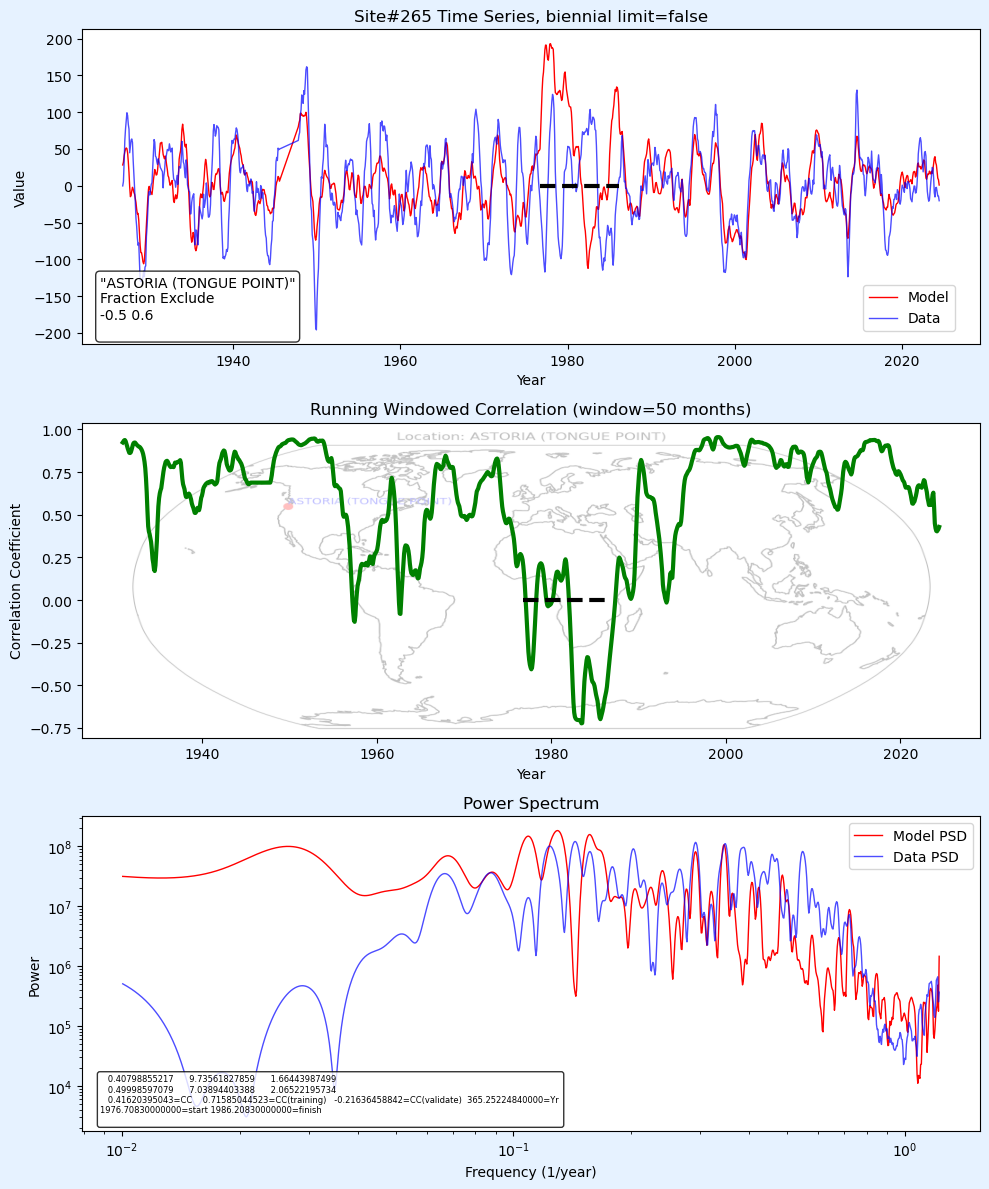 Site#265 Time Series, biennial limit=false
200
150
100
50
0
−50
−100
−150
−200
Value
"ASTORIA (TONGUE POINT)"
Fraction Exclude
-0.5 0.6
Model
Data
1940
1960
1980
2000
2020
Year
Running Windowed Correlation (window=50 months)
Location: ASTORIA (TONGUE POINT)
ASTORIA (TONGUE POINT)
1.00
0.75
0.50
0.25
0.00
−0.25
−0.50
−0.75
Correlation Coefficient
1940
1960
1980
2000
2020
Year
Power Spectrum
Model PSD
Data PSD
10⁸
10⁷
10⁶
10⁵
10⁴
Power
0.40798855217 9.73561827859 1.66443987499
0.49998597079 7.03894403388 2.06522195734
0.41620395043=CC 0.71585044523=CC(training) -0.21636458842=CC(validate) 365.25224840000=Yr
1976.70830000000=start 1986.20830000000=finish
10⁻²
10⁻¹
10⁰
Frequency (1/year)